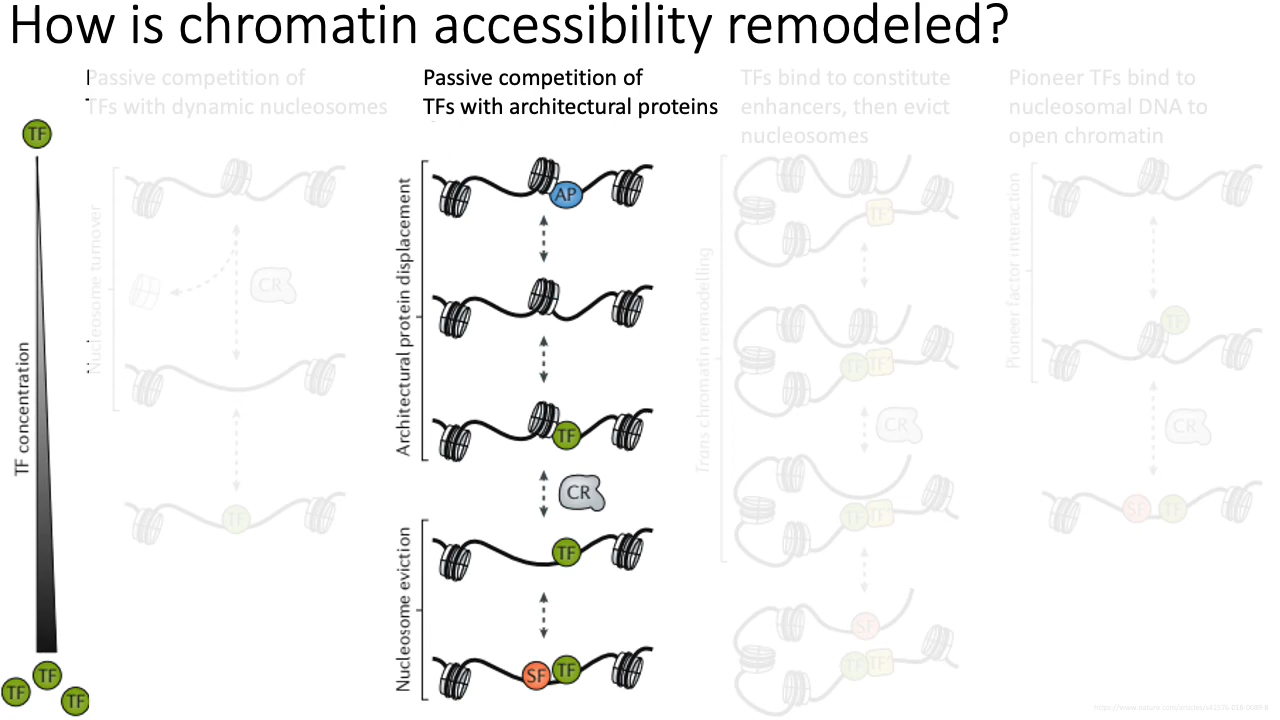 How is chromatin accessibility remodeled?
Passive competition of
TFs with dynamic nucleosomes
Passive competition of
TFs with architectural proteins
TFs bind to constitute
enhancers, then evict
nucleosomes
Pioneer TFs bind to
nucleosomal DNA to
open chromatin
TF
TF concentration
TF
TF
TF
Nucleosome turnover
CR
TF
Architectural protein displacement
AP
TF
CR
Nucleosome eviction
TF
SF
TF
Trans chromatin remodelling
TF
TF
TF
CR
TF
TF
SF
TF
TF
Pioneer factor interaction
TF
CR
SF
TF